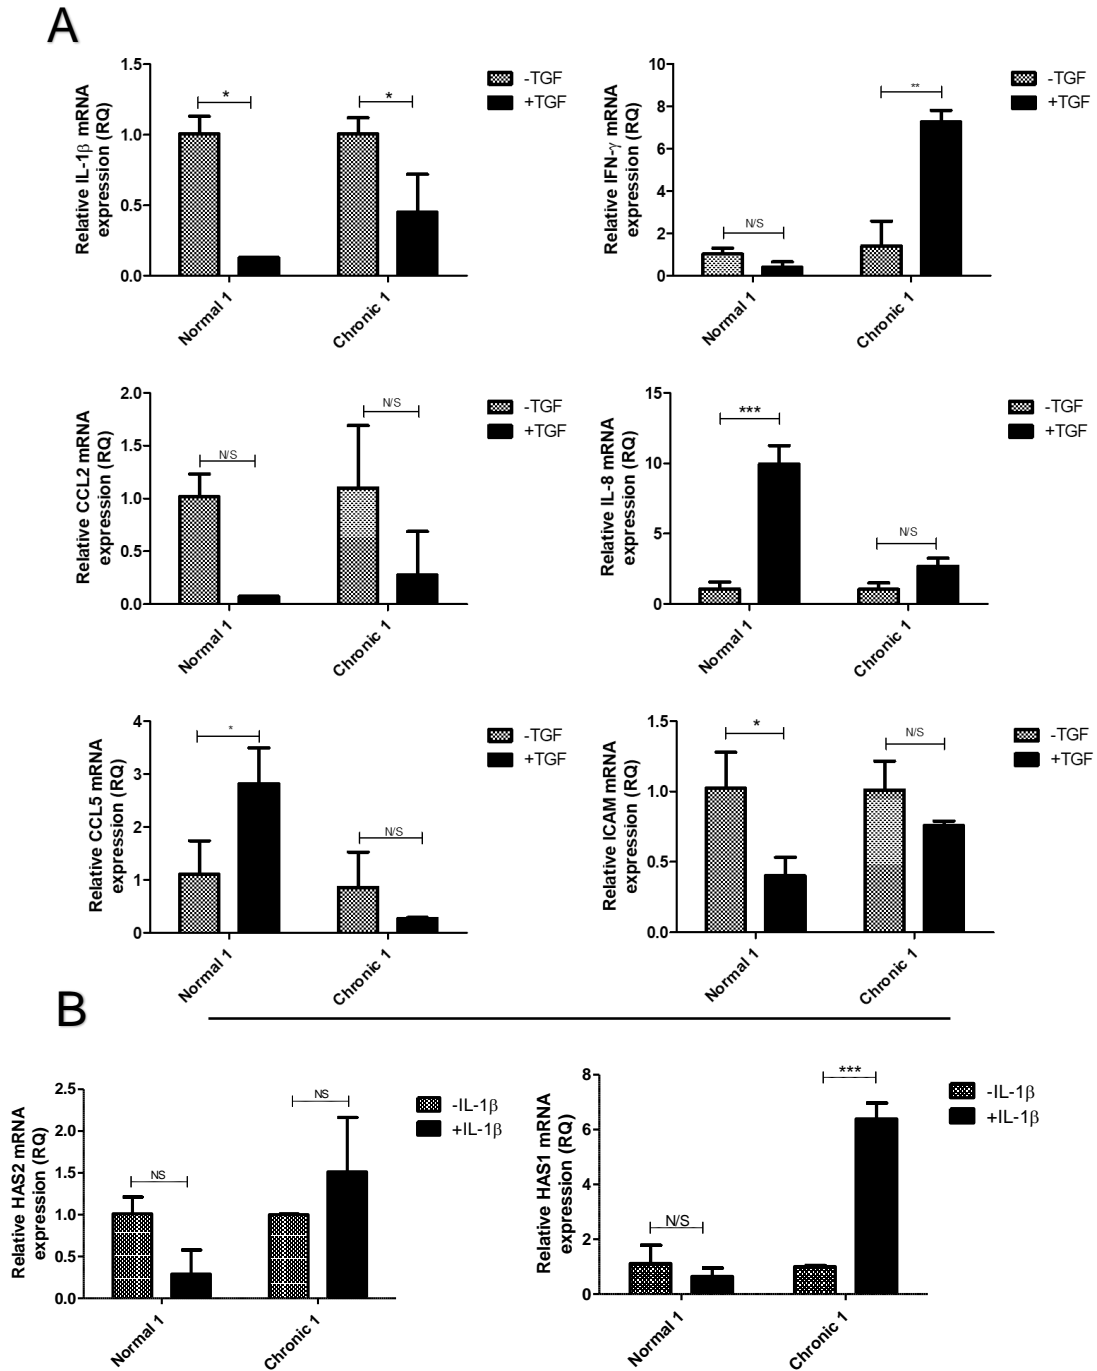 A
Relative IL-1β mRNA
expression (RQ)
1.5
1.0
0.5
0.0
*
*
Normal 1
Chronic 1
-TGF
+TGF
Relative IFN-γ mRNA
expression (RQ)
10
8
6
4
2
0
N/S
**
Normal 1
Chronic 1
-TGF
+TGF
Relative CCL2 mRNA
expression (RQ)
2.0
1.5
1.0
0.5
0.0
N/S
N/S
Normal 1
Chronic 1
-TGF
+TGF
Relative IL-8 mRNA
expression (RQ)
15
10
5
0
***
N/S
Normal 1
Chronic 1
-TGF
+TGF
Relative CCL5 mRNA
expression (RQ)
4
3
2
1
0
*
N/S
Normal 1
Chronic 1
-TGF
+TGF
Relative ICAM mRNA
expression (RQ)
1.5
1.0
0.5
0.0
*
N/S
Normal 1
Chronic 1
-TGF
+TGF
B
Relative HAS2 mRNA
expression (RQ)
2.5
2.0
1.5
1.0
0.5
0.0
NS
NS
Normal 1
Chronic 1
-IL-1β
+IL-1β
Relative HAS1 mRNA
expression (RQ)
8
6
4
2
0
N/S
***
Normal 1
Chronic 1
-IL-1β
+IL-1β